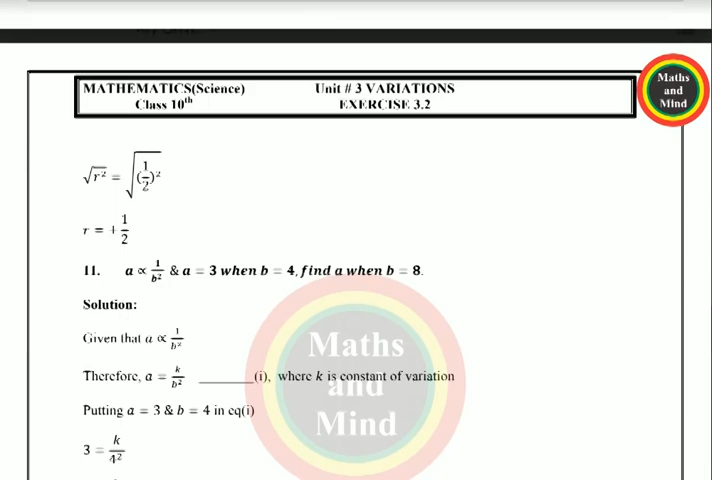 MATHEMATICS(Science) Unit # 3 VARIATIONS
Class 10th EXERCISE 3.2
Maths
and
Mind
√r² = √(1/2)²
r = + 1/2
11. a ∝ 1/b² & a = 3 when b = 4, find a when b = 8.
Solution:
Given that a ∝ 1/b²
Therefore, a = k/b² _______(i), where k is constant of variation
Putting a = 3 & b = 4 in eq(i)
3 = k/4²
Maths
and
Mind